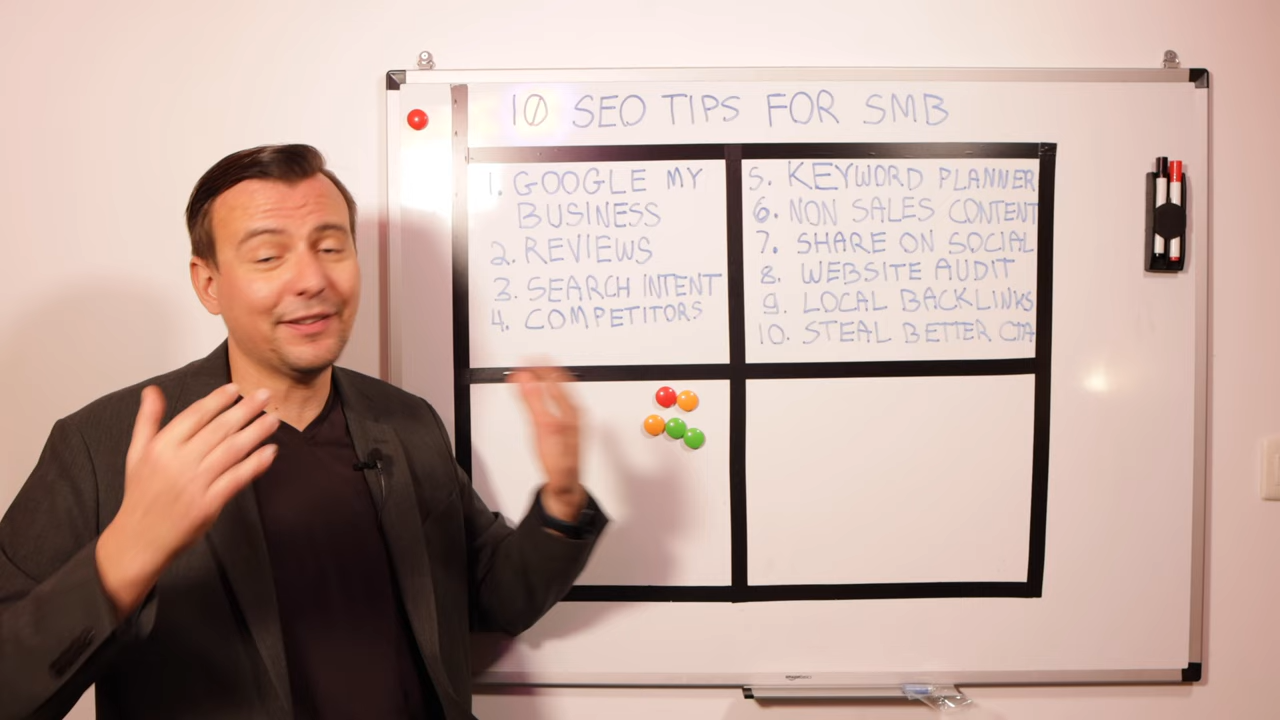 10 SEO TIPS FOR SMB
1. GOOGLE MY
BUSINESS
2. REVIEWS
3. SEARCH INTENT
4. COMPETITORS
5. KEYWORD PLANNER
6. NON SALES CONTENT
7. SHARE ON SOCIAL
8. WEBSITE AUDIT
9. LOCAL BACKLINKS
10. STEAL BETTER CTA